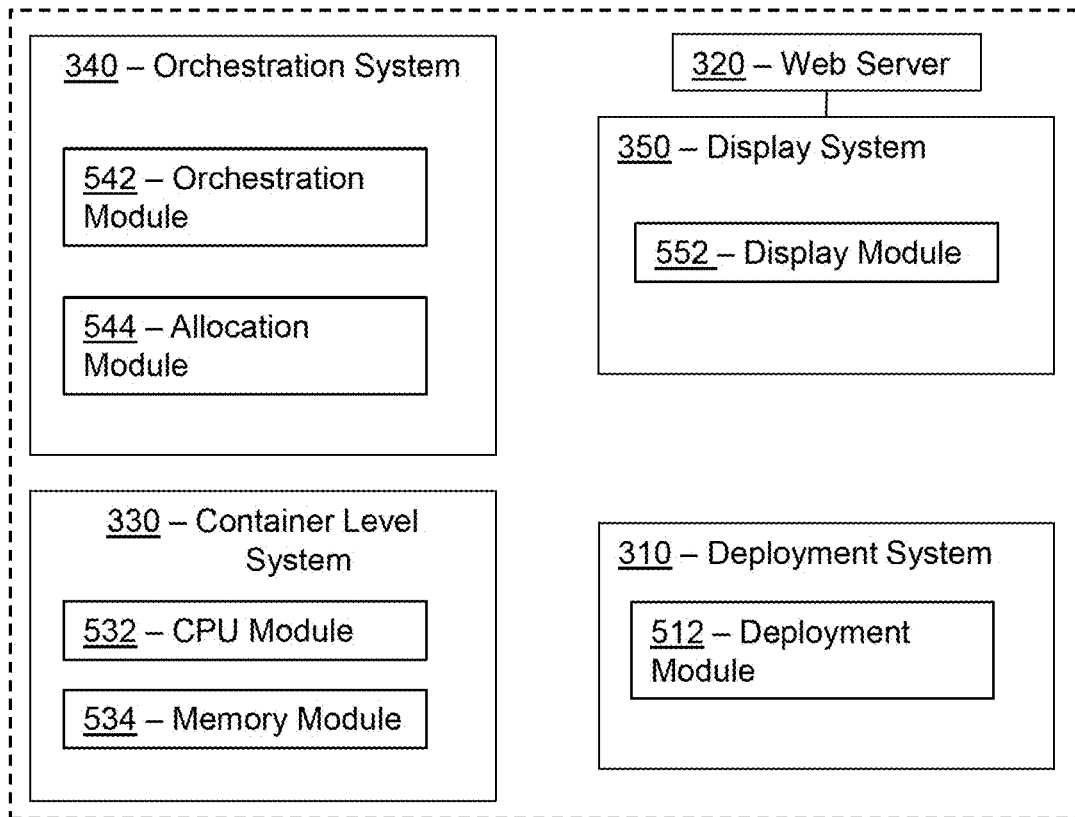 340 – Orchestration System
542 – Orchestration
Module
544 – Allocation
Module
320 – Web Server
350 – Display System
552 – Display Module
330 – Container Level
System
532 – CPU Module
534 – Memory Module
310 – Deployment System
512 – Deployment
Module